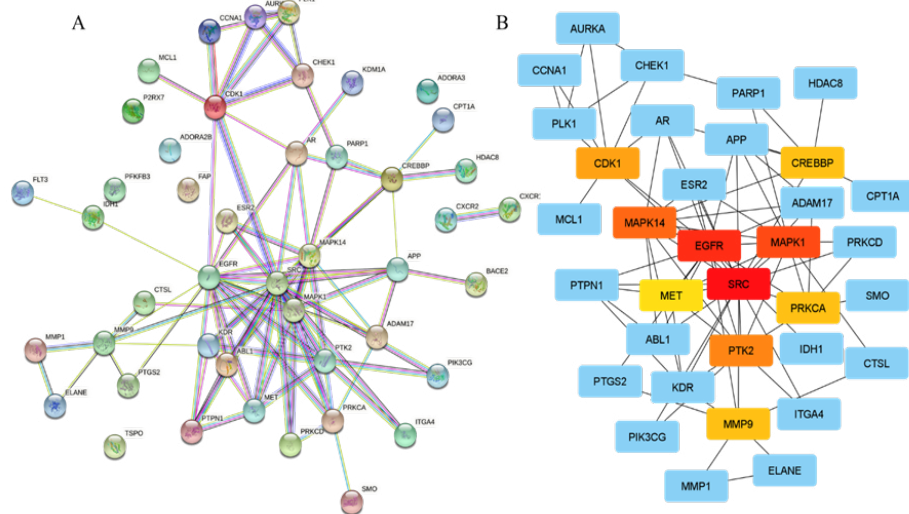 A
AURKA
PLK1
CCNA1
MCL1
CHEK1
KDM1A
CDK1
ADORA3
P2RX7
CPT1A
ADORA2B
AR
PARP1
CREBBP
HDAC8
FLT3
PFKFB3
FAP
IDH1
CXCR2
CXCR1
ESR2
MAPK14
EGFR
SRC
APP
BACE2
CTSL
MAPK1
MMP9
KDR
ADAM17
MMP1
ABL1
PTK2
PIK3CG
PTGS2
ELANE
MET
PRKCA
PTPN1
ITGA4
TSPO
PRKCD
SMO
B
AURKA
CCNA1
CHEK1
PARP1
HDAC8
PLK1
AR
APP
CDK1
CREBBP
ESR2
ADAM17
CPT1A
MCL1
MAPK14
EGFR
MAPK1
PRKCD
PTPN1
MET
SRC
PRKCA
SMO
ABL1
PTK2
IDH1
CTSL
PTGS2
KDR
ITGA4
MMP9
PIK3CG
MMP1
ELANE